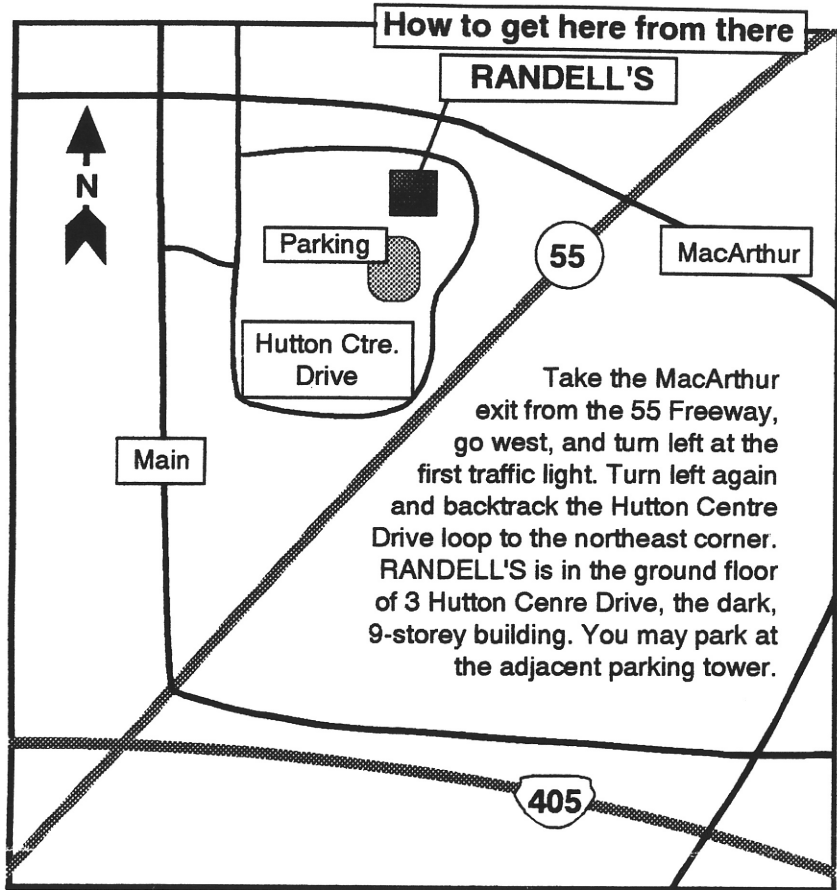 How to get here from there
RANDELL'S
N
Parking
55
MacArthur
Hutton Ctre.
Drive
Main
Take the MacArthur
exit from the 55 Freeway,
go west, and turn left at the
first traffic light. Turn left again
and backtrack the Hutton Centre
Drive loop to the northeast corner.
RANDELL'S is in the ground floor
of 3 Hutton Cenre Drive, the dark,
9-storey building. You may park at
the adjacent parking tower.
405